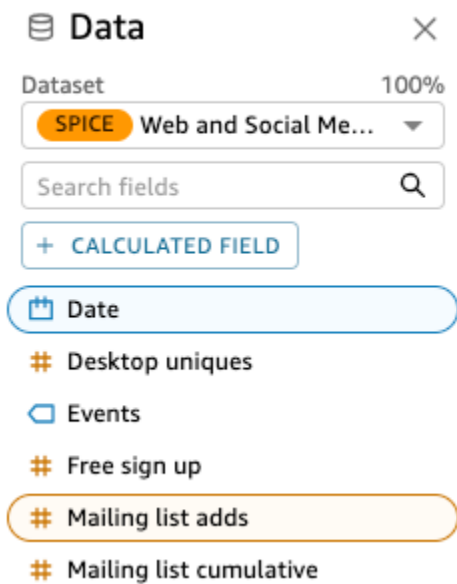 Data
Dataset 100%
SPICE Web and Social Me...
Search fields
+ CALCULATED FIELD
Date
# Desktop uniques
Events
# Free sign up
# Mailing list adds
# Mailing list cumulative